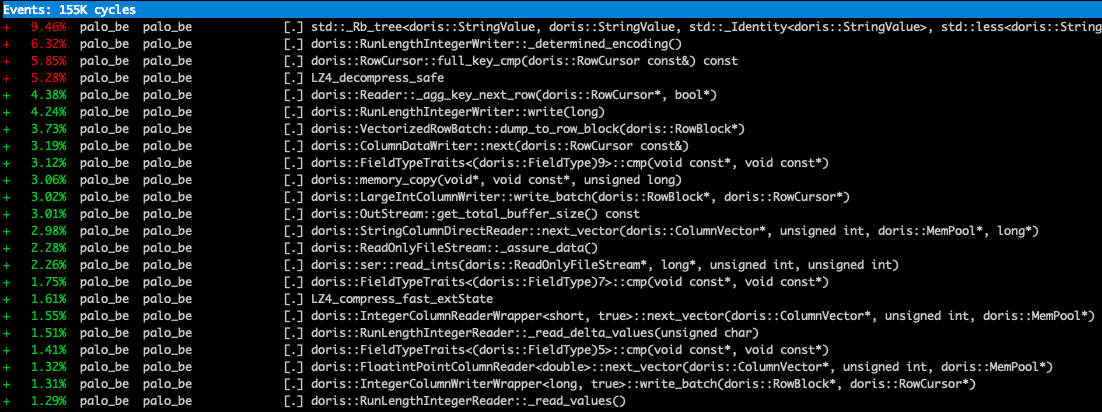 Events: 155K cycles
+ 9.46% palo_be palo_be [.] std::_Rb_tree<doris::StringValue, doris::StringValue, std::_Identity<doris::StringValue>, std::less<doris::String
+ 6.32% palo_be palo_be [.] doris::RunLengthIntegerWriter::_determined_encoding()
+ 5.85% palo_be palo_be [.] doris::RowCursor::full_key_cmp(doris::RowCursor const&) const
+ 5.28% palo_be palo_be [.] LZ4_decompress_safe
+ 4.38% palo_be palo_be [.] doris::Reader::_agg_key_next_row(doris::RowCursor*, bool*)
+ 4.24% palo_be palo_be [.] doris::RunLengthIntegerWriter::write(long)
+ 3.73% palo_be palo_be [.] doris::VectorizedRowBatch::dump_to_row_block(doris::RowBlock*)
+ 3.19% palo_be palo_be [.] doris::ColumnDataWriter::next(doris::RowCursor const&)
+ 3.12% palo_be palo_be [.] doris::FieldTypeTraits<(doris::FieldType)9>::cmp(void const*, void const*)
+ 3.06% palo_be palo_be [.] doris::memory_copy(void*, void const*, unsigned long)
+ 3.02% palo_be palo_be [.] doris::LargeIntColumnWriter::write_batch(doris::RowBlock*, doris::RowCursor*)
+ 3.01% palo_be palo_be [.] doris::OutStream::get_total_buffer_size() const
+ 2.98% palo_be palo_be [.] doris::StringColumnDirectReader::next_vector(doris::ColumnVector*, unsigned int, doris::MemPool*, long*)
+ 2.28% palo_be palo_be [.] doris::ReadOnlyFileStream::_assure_data()
+ 2.26% palo_be palo_be [.] doris::ser::read_ints(doris::ReadOnlyFileStream*, long*, unsigned int, unsigned int)
+ 1.75% palo_be palo_be [.] doris::FieldTypeTraits<(doris::FieldType)7>::cmp(void const*, void const*)
+ 1.61% palo_be palo_be [.] LZ4_compress_fast_extState
+ 1.55% palo_be palo_be [.] doris::IntegerColumnReaderWrapper<short, true>::next_vector(doris::ColumnVector*, unsigned int, doris::MemPool*)
+ 1.51% palo_be palo_be [.] doris::RunLengthIntegerReader::_read_delta_values(unsigned char)
+ 1.41% palo_be palo_be [.] doris::FieldTypeTraits<(doris::FieldType)5>::cmp(void const*, void const*)
+ 1.32% palo_be palo_be [.] doris::FloatintPointColumnReader<double>::next_vector(doris::ColumnVector*, unsigned int, doris::MemPool*)
+ 1.31% palo_be palo_be [.] doris::IntegerColumnWriterWrapper<long, true>::write_batch(doris::RowBlock*, doris::RowCursor*)
+ 1.29% palo_be palo_be [.] doris::RunLengthIntegerReader::_read_values()